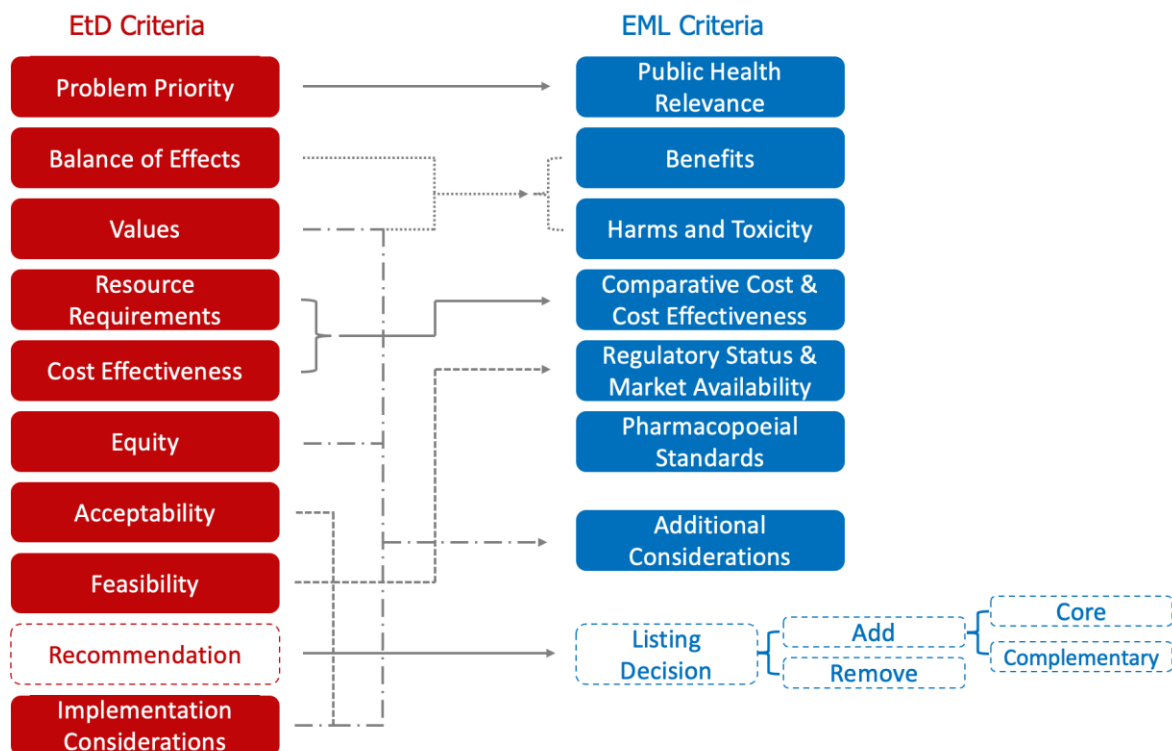 EtD Criteria
EML Criteria
Problem Priority
Public Health
Relevance
Balance of Effects
Benefits
Values
Harms and Toxicity
Resource
Requirements
Comparative Cost &
Cost Effectiveness
Cost Effectiveness
Regulatory Status &
Market Availability
Equity
Pharmacopoeial
Standards
Acceptability
Additional
Considerations
Feasibility
Recommendation
Listing
Decision
Add
Remove
Core
Complementary
Implementation
Considerations